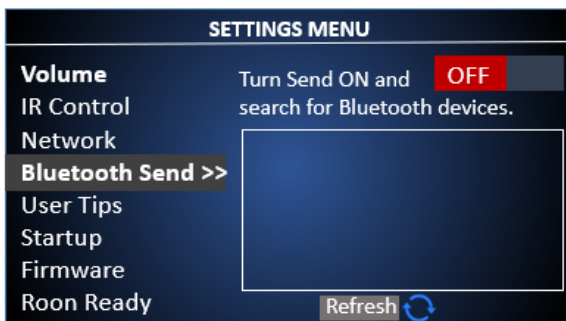 SETTINGS MENU
Volume
IR Control
Network
Bluetooth Send >>
User Tips
Startup
Firmware
Roon Ready
Turn Send ON and
OFF
search for Bluetooth devices.
Refresh